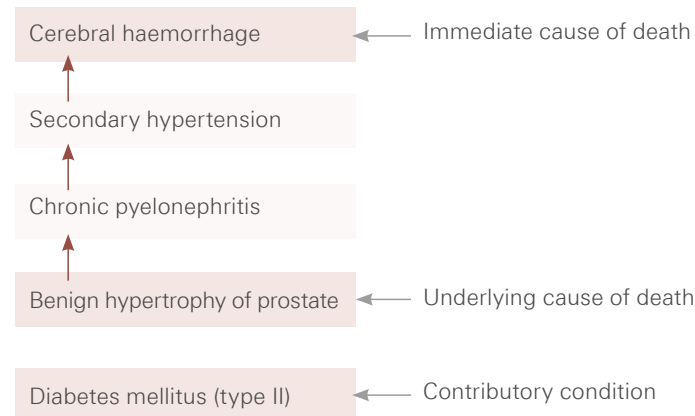 Cerebral haemorrhage
Immediate cause of death
Secondary hypertension
Chronic pyelonephritis
Benign hypertrophy of prostate
Underlying cause of death
Diabetes mellitus (type II)
Contributory condition